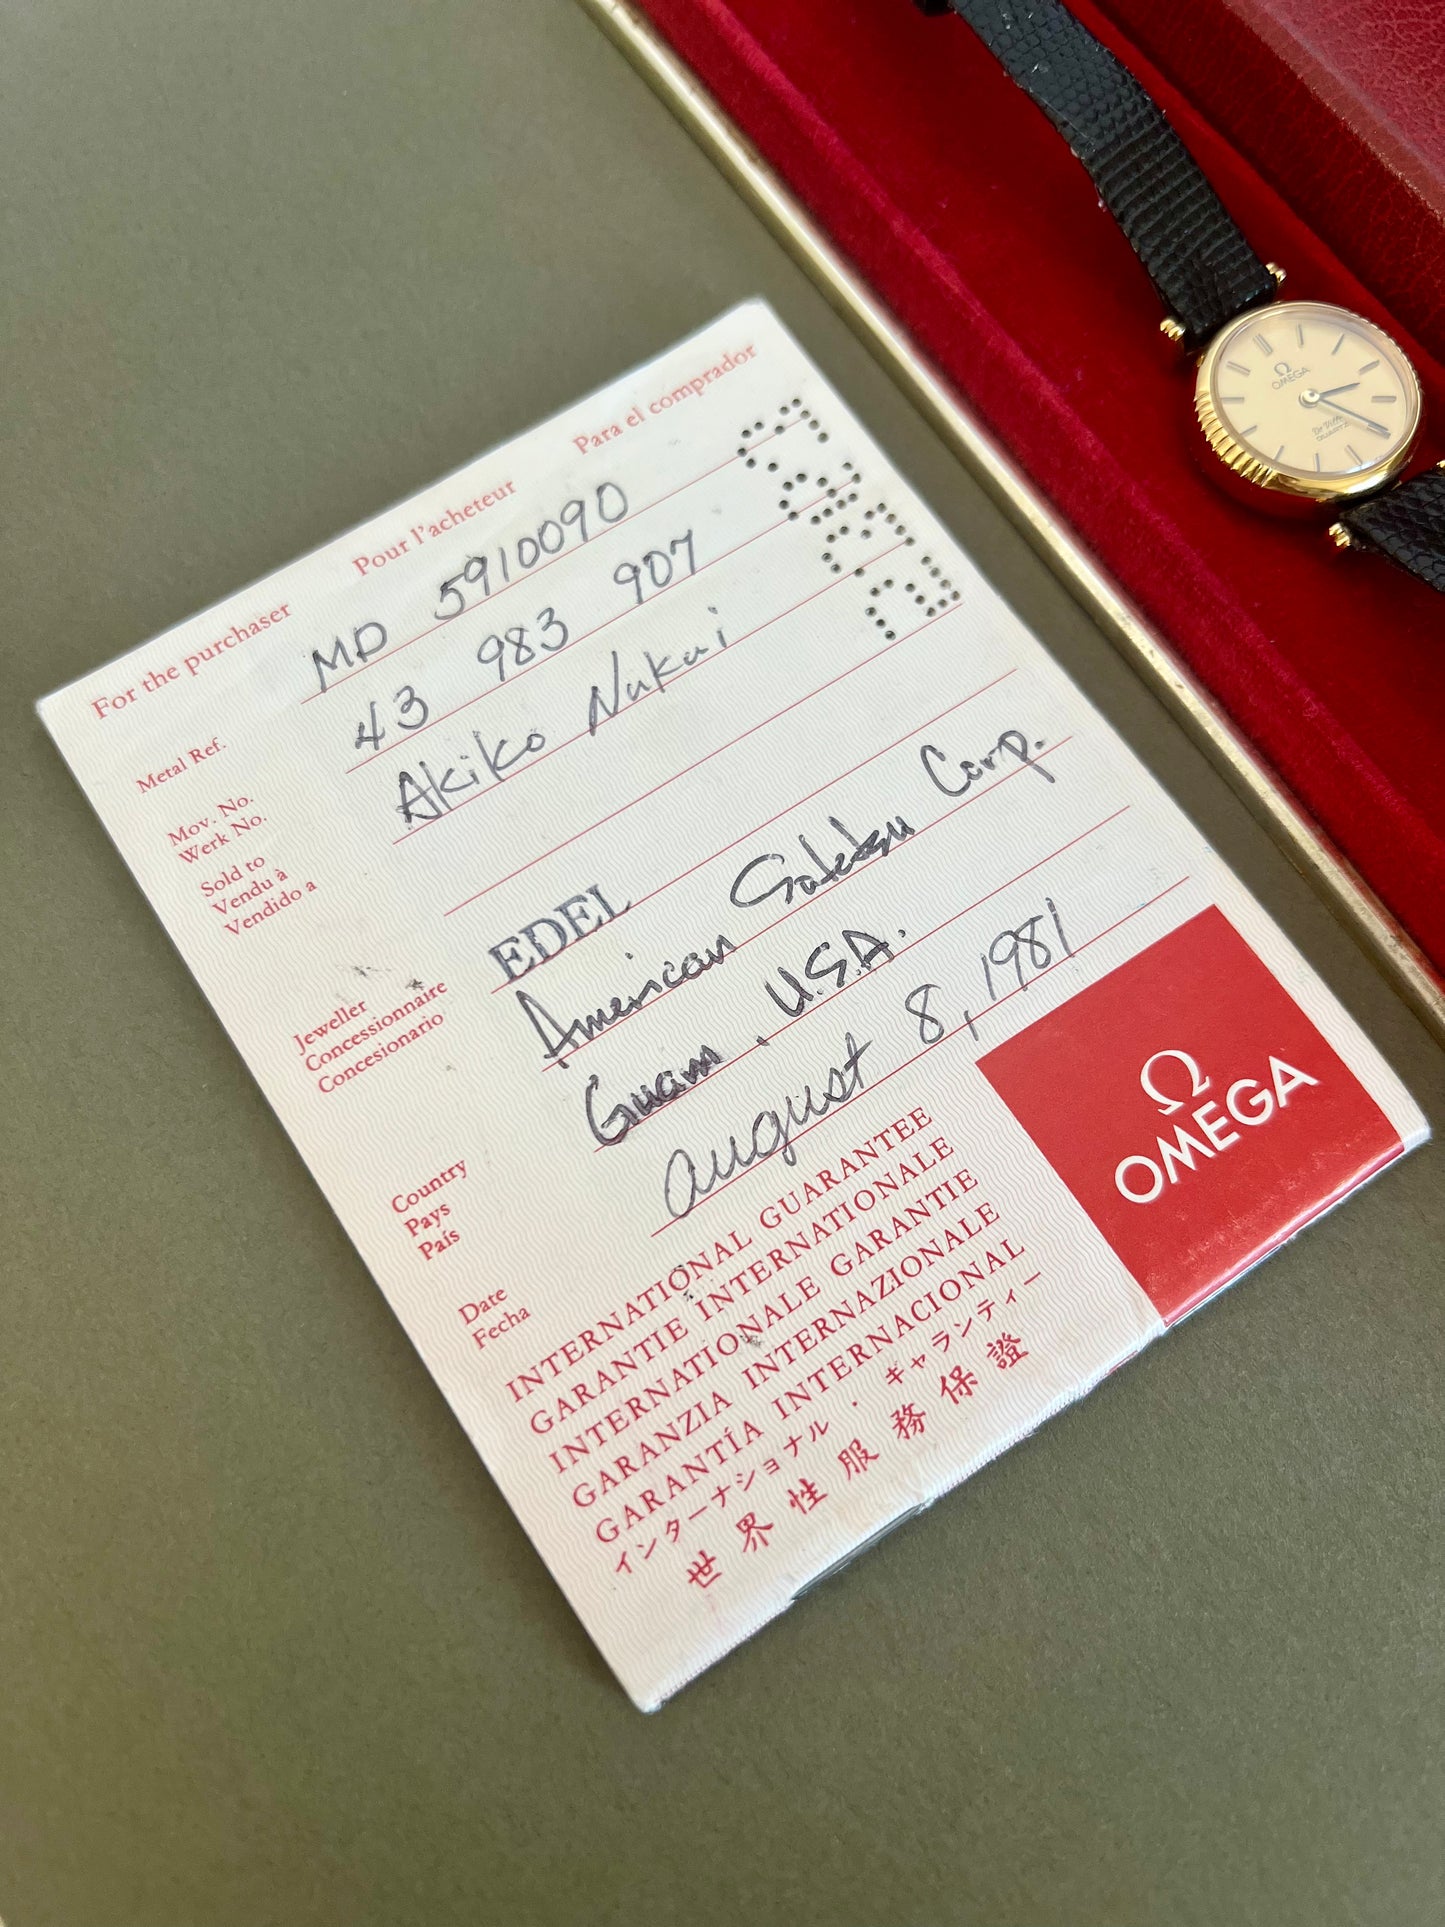 For the purchaser Pour l'acheteur Para el comprador
Metal Ref. MD 5910090
Mov. No.
Werk No. 43 983 907
Sold to
Vendu à
Vendido a
Akiko Nukui
Jeweller
Concessionnaire
Concesionario
EDEL
American Corp.
Country
Pays
País
Guam, U.S.A.
Date
Fecha
August 8, 1981
INTERNATIONAL GUARANTEE
GARANTIE INTERNATIONALE
INTERNATIONALE GARANTIE
GARANZIA INTERNAZIONALE
GARANTÍA INTERNACIONAL
インターナショナル・ギャランティー
世界性服務保證
Ω
OMEGA
Ω
OMEGA
De Ville
QUARTZ